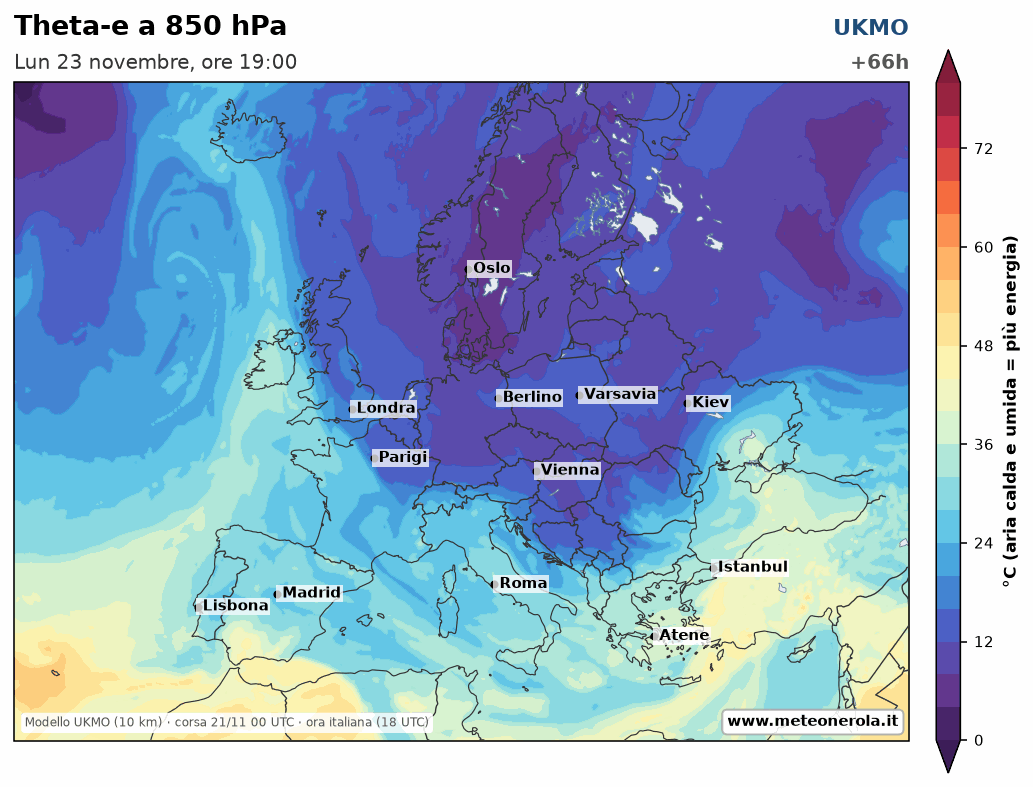 Theta-e a 850 hPa
UKMO
Lun 23 novembre, ore 19:00
+66h
72
60
48
36
24
12
0
°C (aria calda e umida = più energia)
Oslo
Berlino
Varsavia
Kiev
Londra
Parigi
Vienna
Istanbul
Roma
Madrid
Lisbona
Atene
Modello UKMO (10 km) · corsa 21/11 00 UTC · ora italiana (18 UTC)
www.meteonerola.it